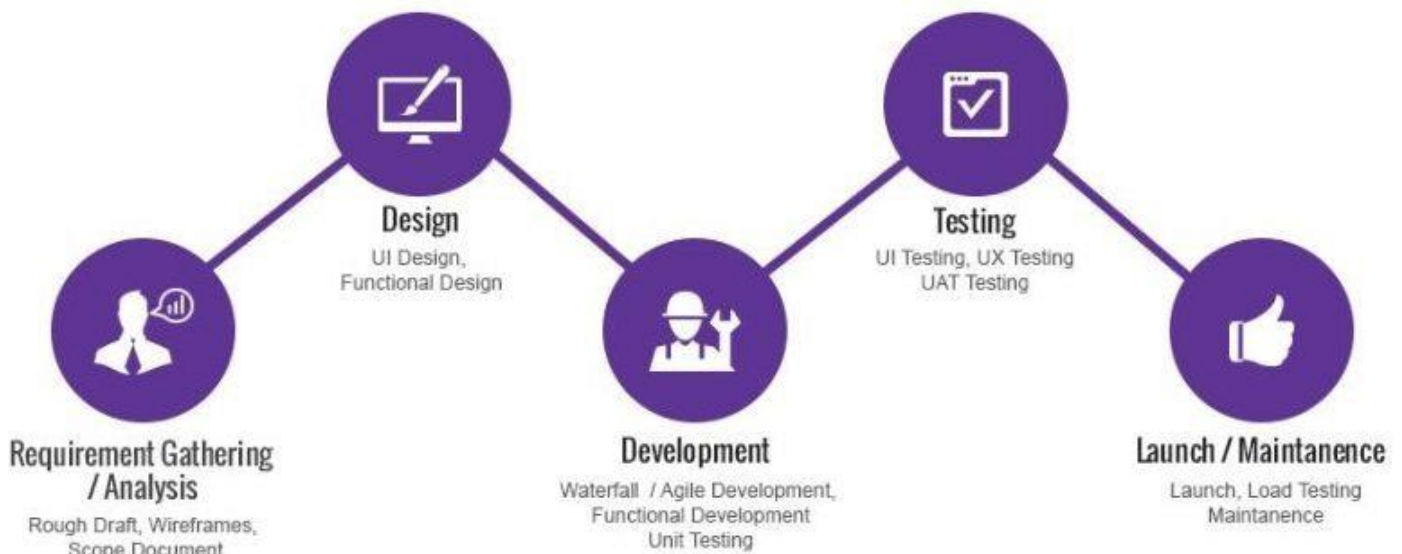 Requirement Gathering
/ Analysis
Rough Draft, Wireframes,
Scope Document
Design
UI Design,
Functional Design
Development
Waterfall / Agile Development,
Functional Development
Unit Testing
Testing
UI Testing, UX Testing
UAT Testing
Launch / Maintanence
Launch, Load Testing
Maintanence